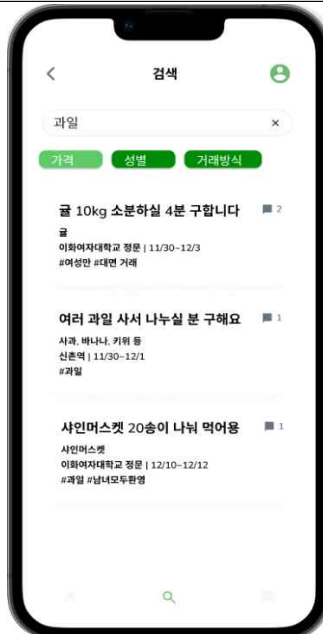 검색
과일 ×
가격 성별 거래방식
귤 10kg 소분하실 4분 구합니다 2
귤
이화여자대학교 정문 | 11/30~12/3
#여성만 #대면 거래
여러 과일 사서 나누실 분 구해요 1
사과, 바나나, 키위 등
신촌역 | 11/30~12/1
#과일
샤인머스켓 20송이 나눠 먹어용 1
샤인머스켓
이화여자대학교 정문 | 12/10~12/12
#과일 #남녀모두환영